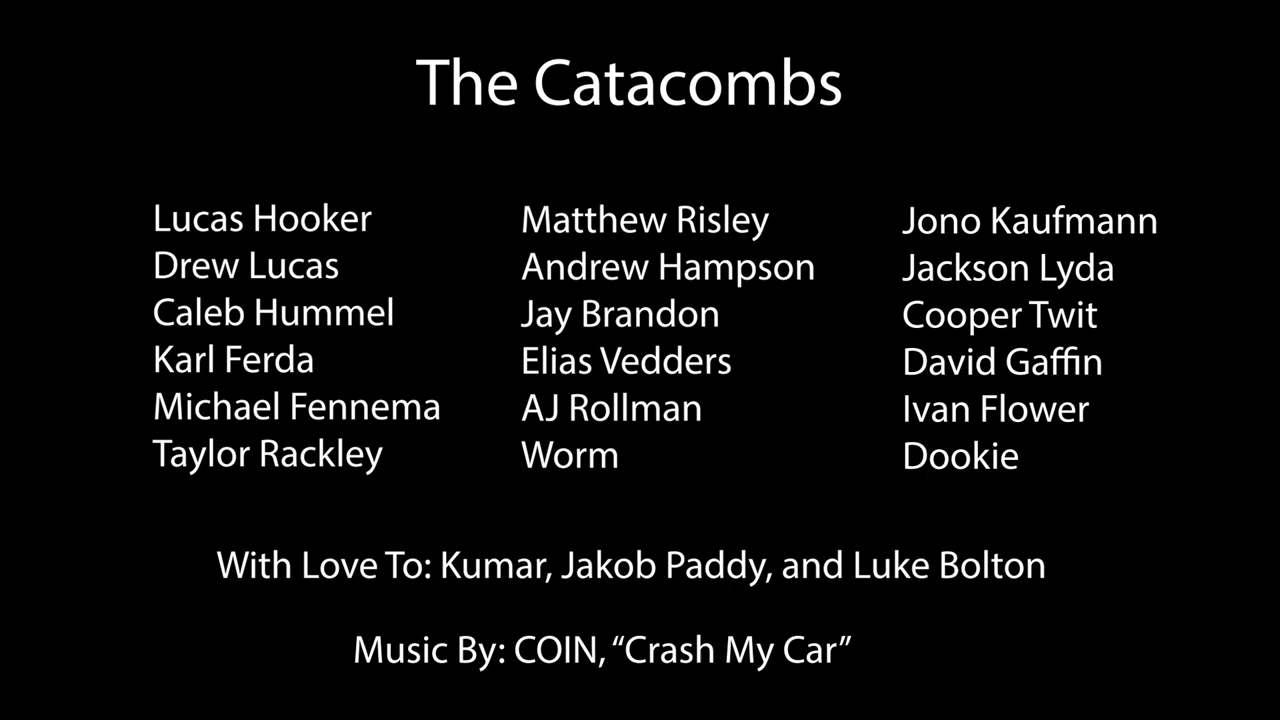 The Catacombs
Lucas Hooker
Drew Lucas
Caleb Hummel
Karl Ferda
Michael Fennema
Taylor Rackley
Matthew Risley
Andrew Hampson
Jay Brandon
Elias Vedders
AJ Rollman
Worm
Jono Kaufmann
Jackson Lyda
Cooper Twit
David Gaffin
Ivan Flower
Dookie
With Love To: Kumar, Jakob Paddy, and Luke Bolton
Music By: COIN, “Crash My Car”